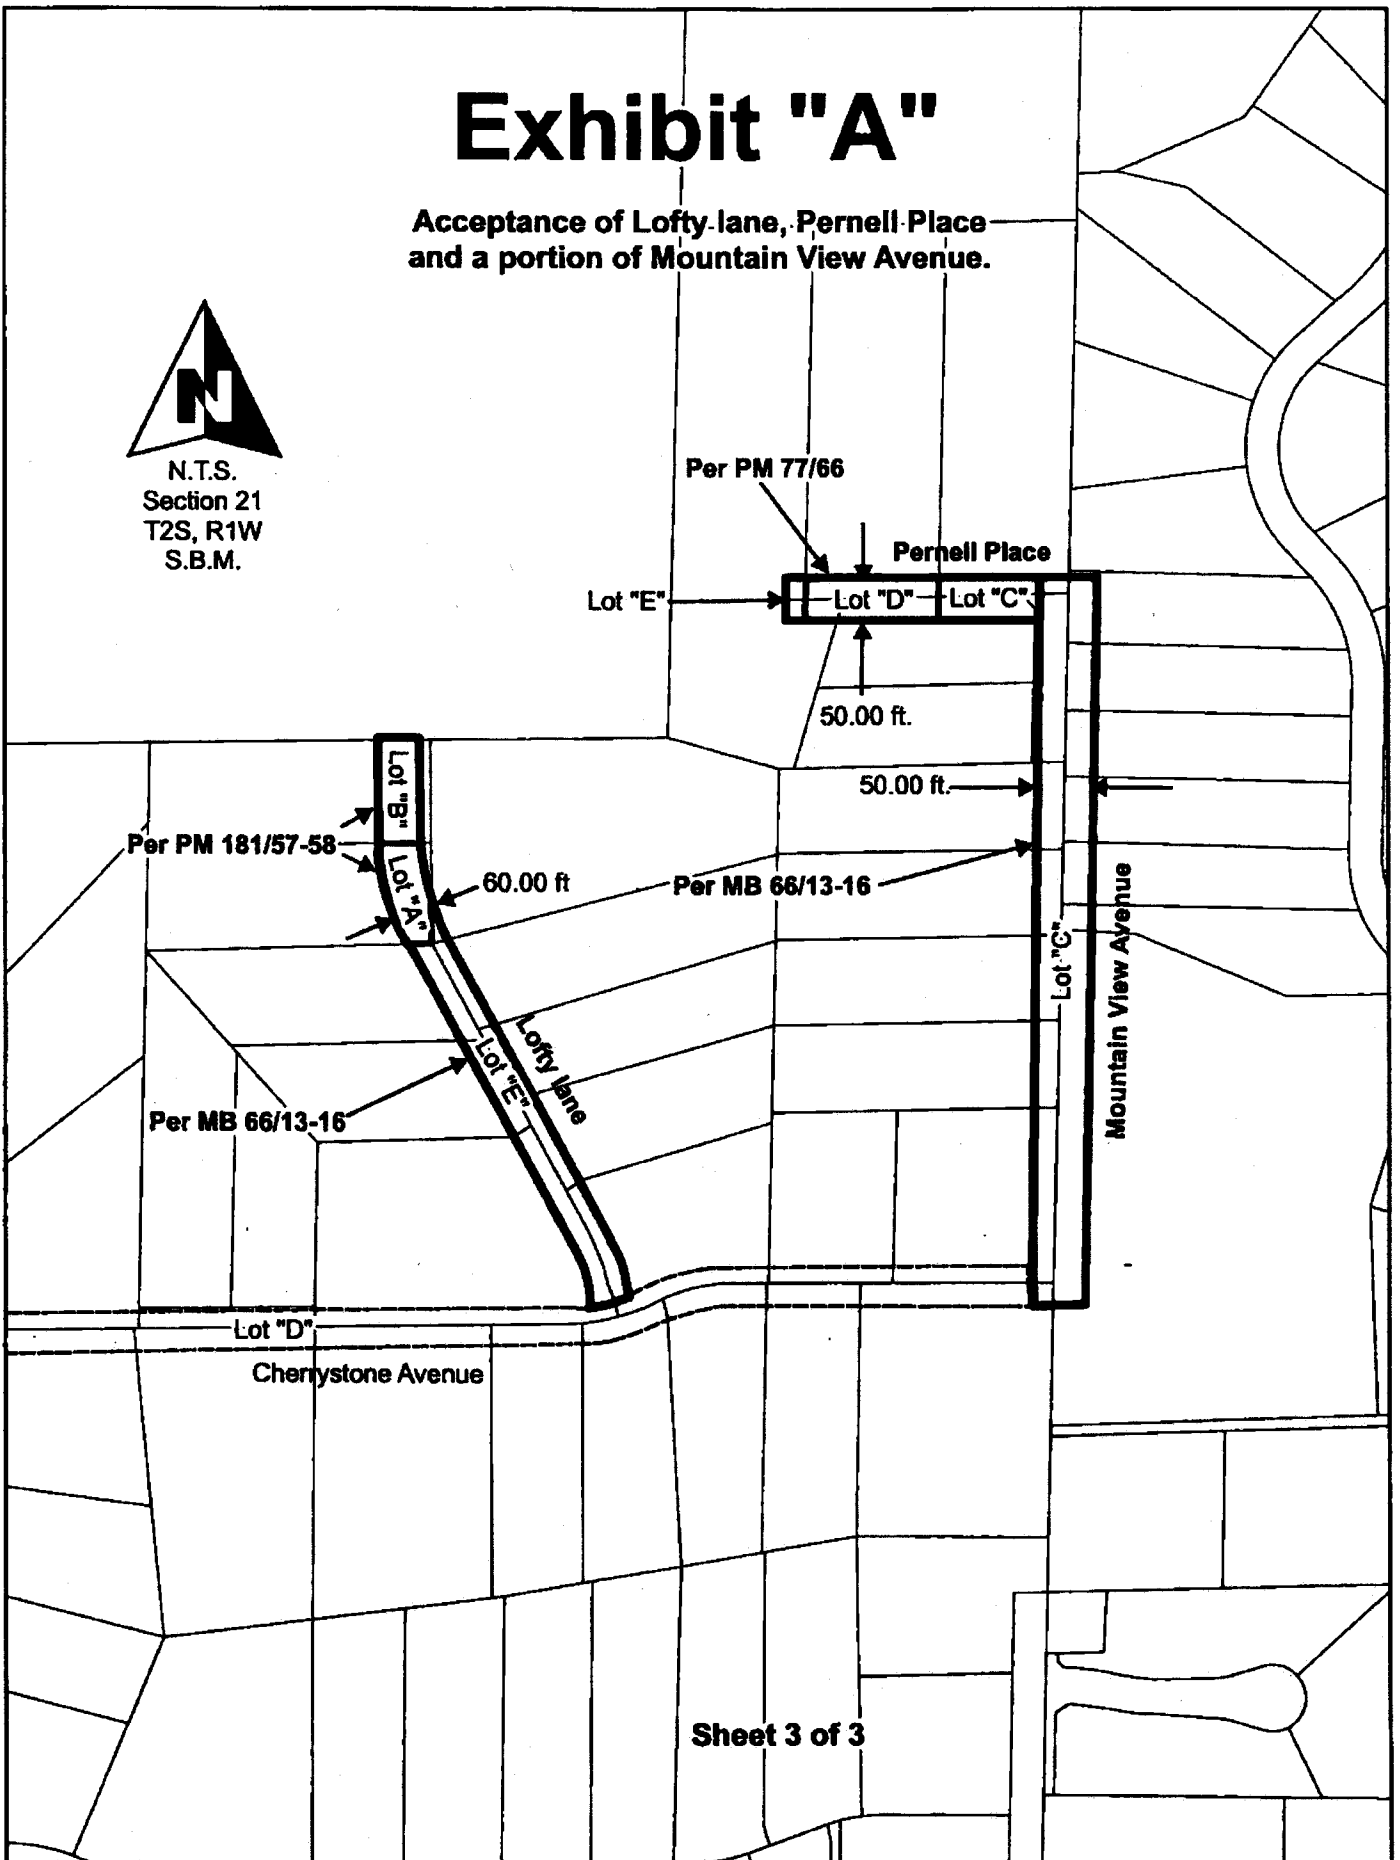 Exhibit "A"
Acceptance of Lofty lane, Pernell Place
and a portion of Mountain View Avenue.
N
N.T.S.
Section 21
T2S, R1W
S.B.M.
Per PM 77/66
Pernell Place
Lot "E"
Lot "D"
Lot "C"
50.00 ft.
50.00 ft.
Lot "B"
Per PM 181/57-58
Lot "A"
60.00 ft
Per MB 66/13-16
Lot "C"
Mountain View Avenue
Lofty lane
Lot "E"
Per MB 66/13-16
Lot "D"
Cherrystone Avenue
Sheet 3 of 3